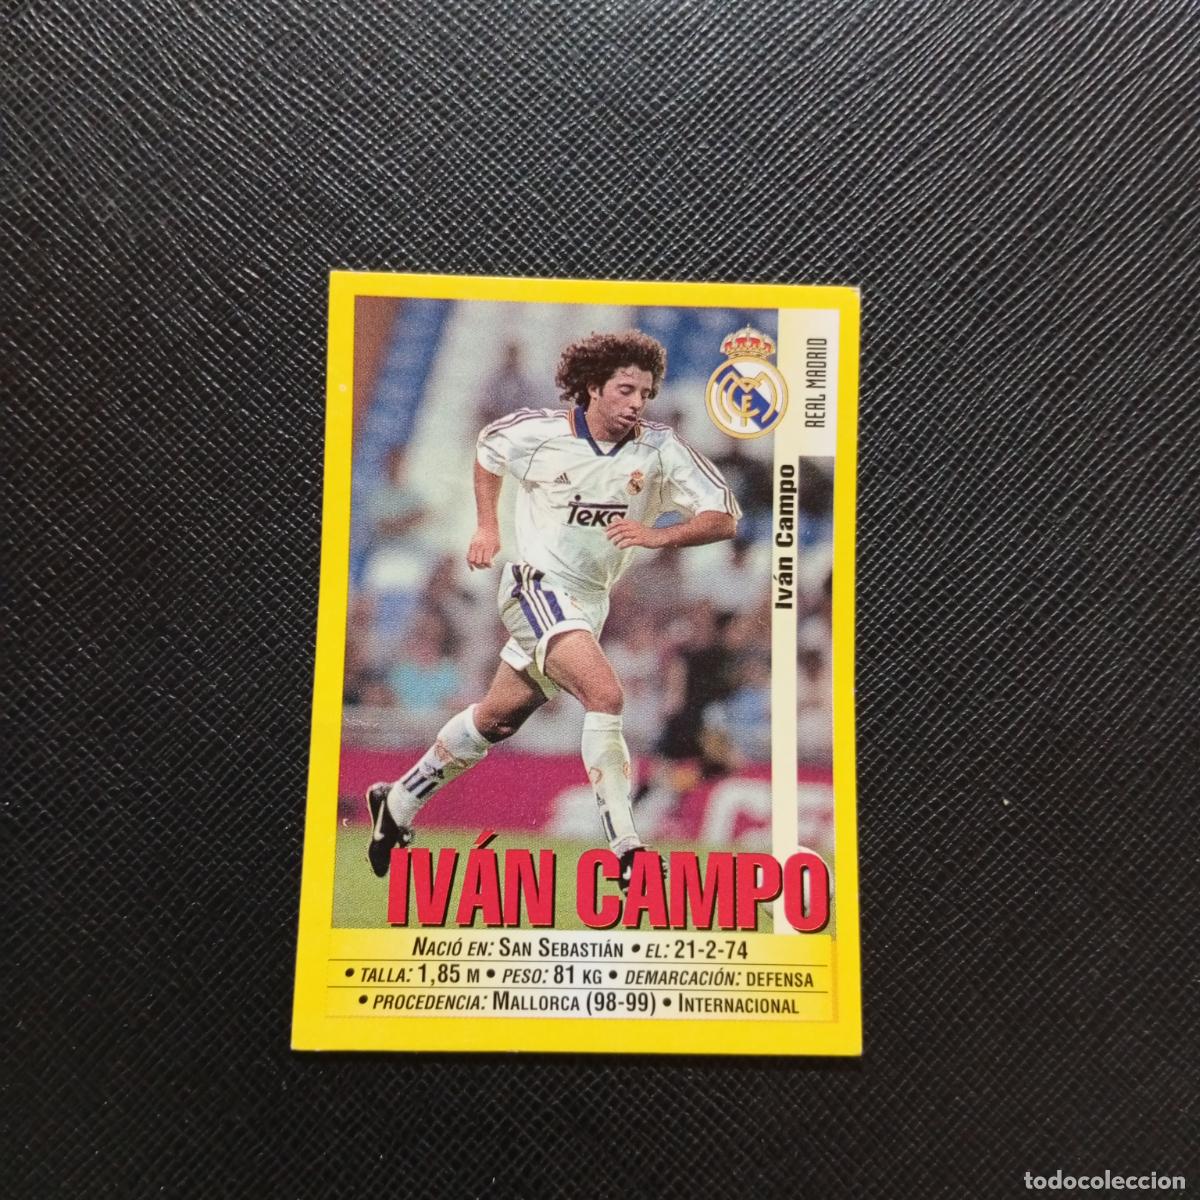 REAL MADRID
Iván Campo
adidas
Teka
IVÁN CAMPO
NACIÓ EN: SAN SEBASTIÁN • EL: 21-2-74
• TALLA: 1,85 M • PESO: 81 KG • DEMARCACIÓN: DEFENSA
• PROCEDENCIA: MALLORCA (98-99) • INTERNACIONAL
todocoleccion